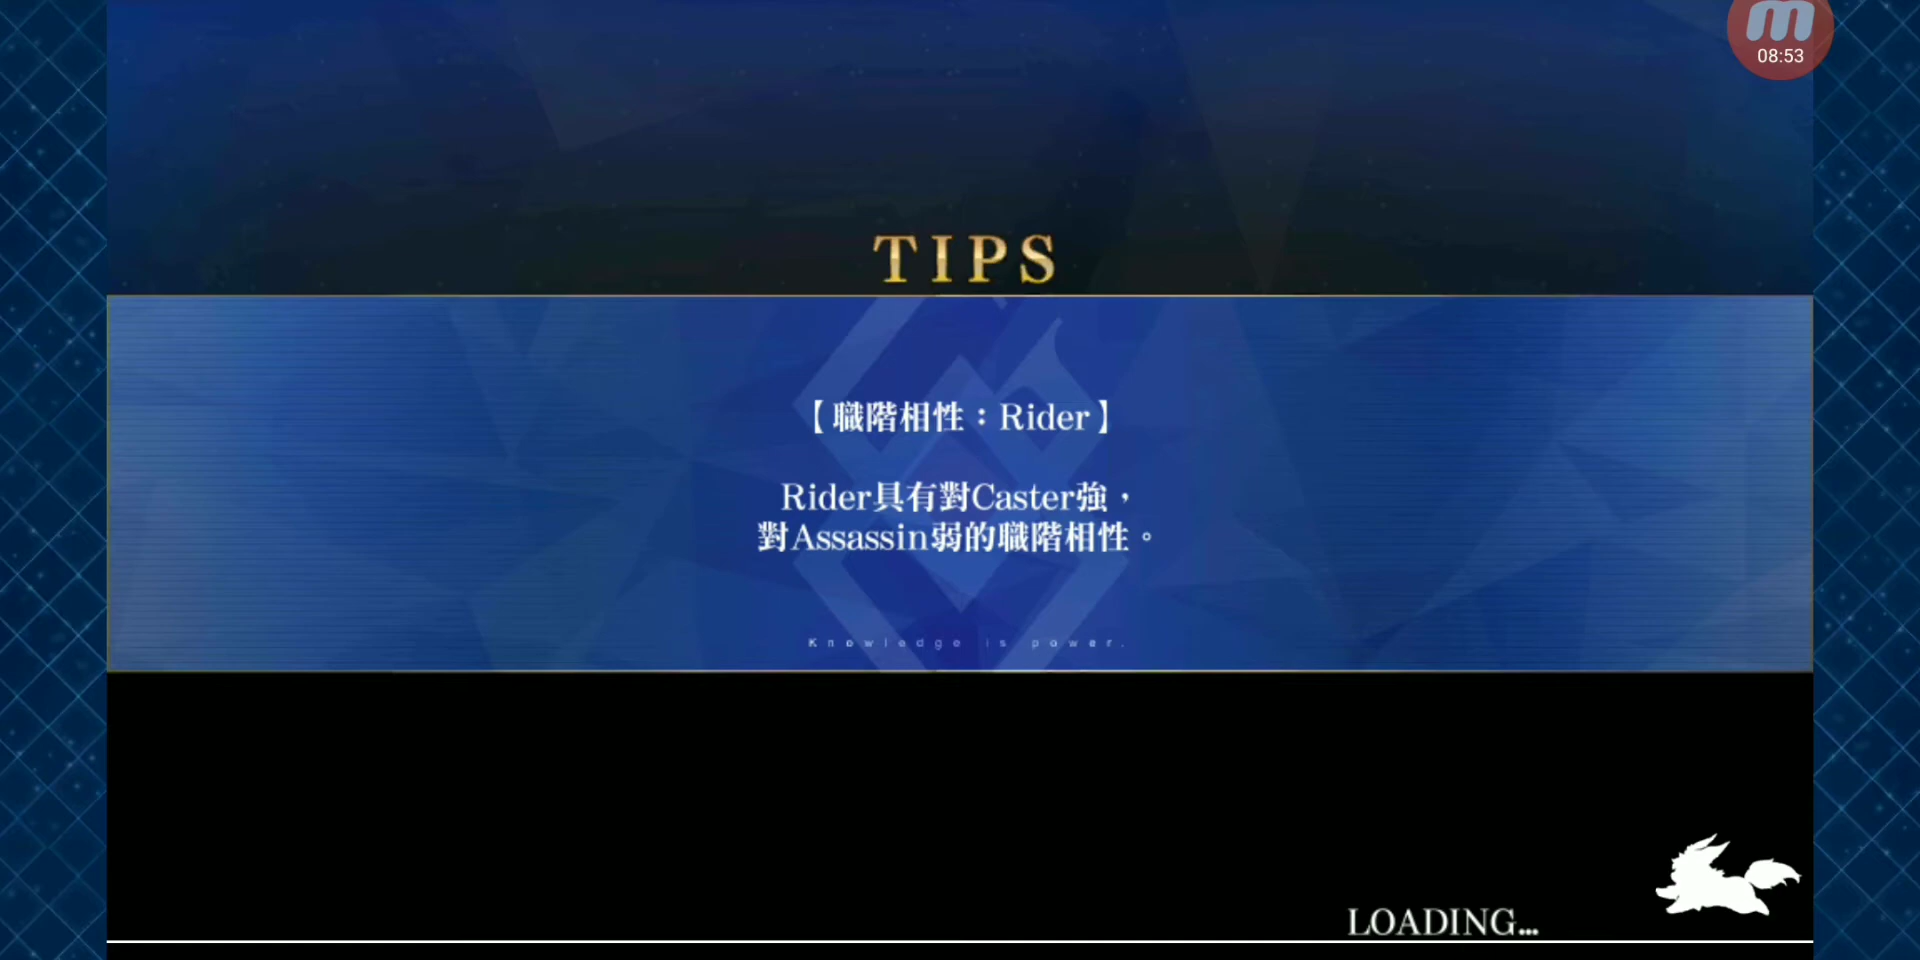 m
08:53
TIPS
【職階相性：Rider】
Rider具有對Caster強，
對Assassin弱的職階相性。
Knowledge is power.
LOADING...